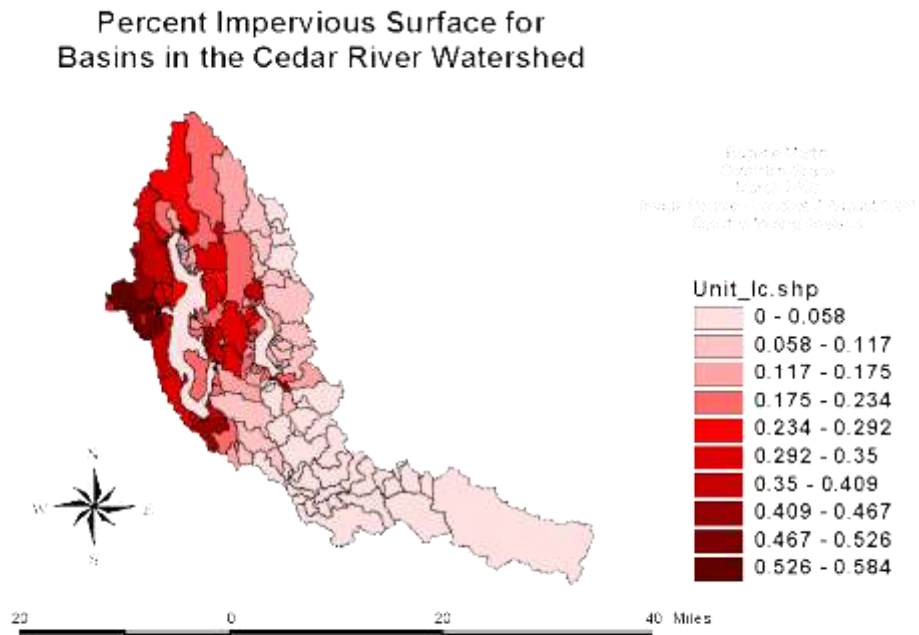 Percent Impervious Surface for
Basins in the Cedar River Watershed
Unit_lc.shp
0 - 0.058
0.058 - 0.117
0.117 - 0.175
0.175 - 0.234
0.234 - 0.292
0.292 - 0.35
0.35 - 0.409
0.409 - 0.467
0.467 - 0.526
0.526 - 0.584
N
W E
S
20 0 20 40 Miles